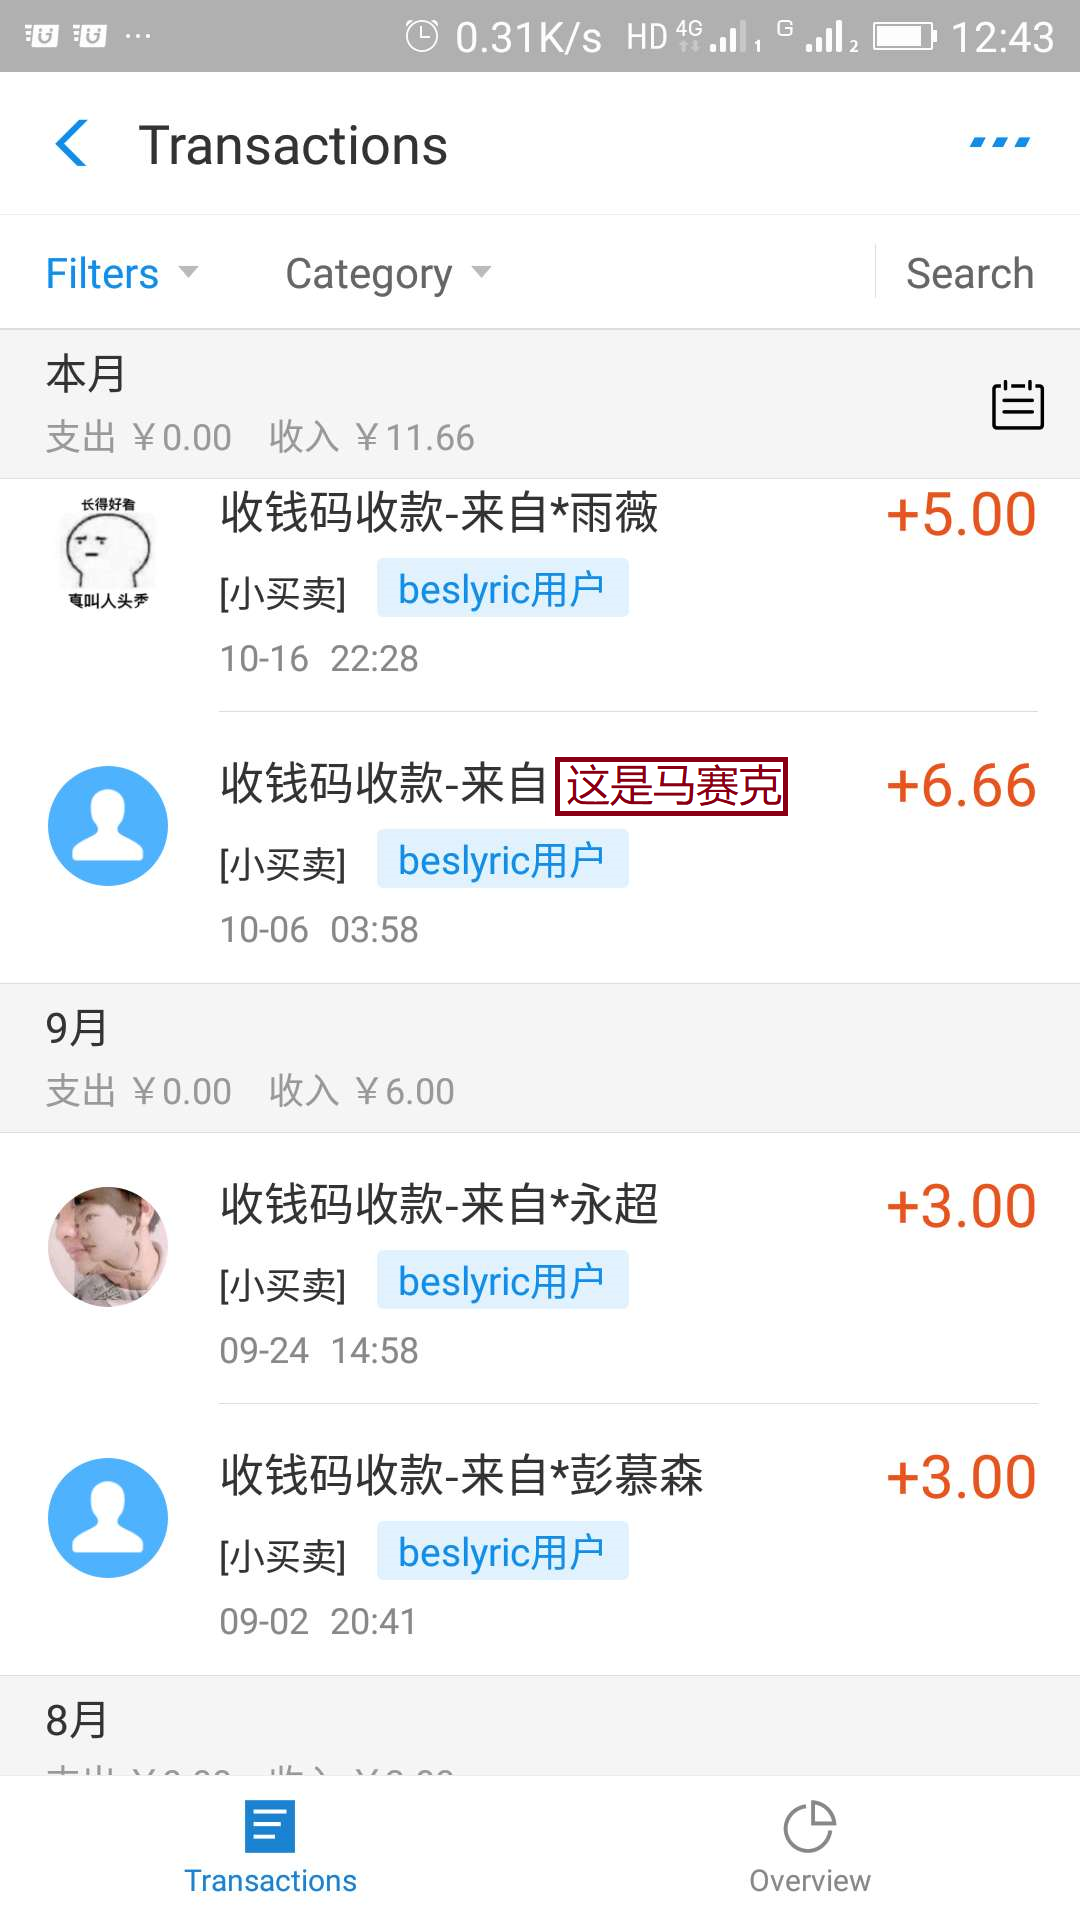 0.31K/s HD 4G 1 G 2 12:43
Transactions
Filters Category Search
本月
支出 ￥0.00 收入 ￥11.66
长得好看
真叫人头秃
收钱码收款-来自*雨薇 +5.00
[小买卖] beslyric用户
10-16 22:28
收钱码收款-来自 这是马赛克 +6.66
[小买卖] beslyric用户
10-06 03:58
9月
支出 ￥0.00 收入 ￥6.00
收钱码收款-来自*永超 +3.00
[小买卖] beslyric用户
09-24 14:58
收钱码收款-来自*彭慕森 +3.00
[小买卖] beslyric用户
09-02 20:41
8月
Transactions Overview